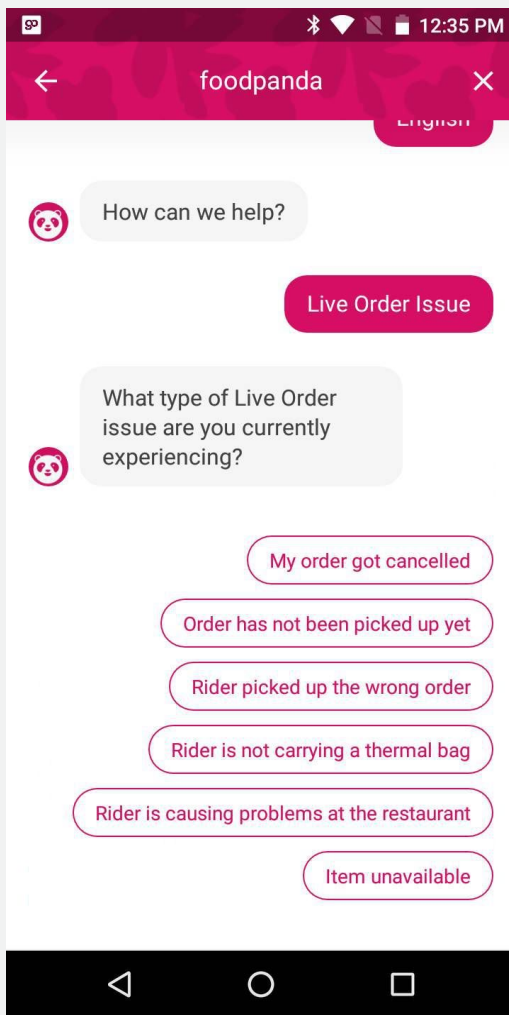 12:35 PM
foodpanda
English
How can we help?
Live Order Issue
What type of Live Order
issue are you currently
experiencing?
My order got cancelled
Order has not been picked up yet
Rider picked up the wrong order
Rider is not carrying a thermal bag
Rider is causing problems at the restaurant
Item unavailable